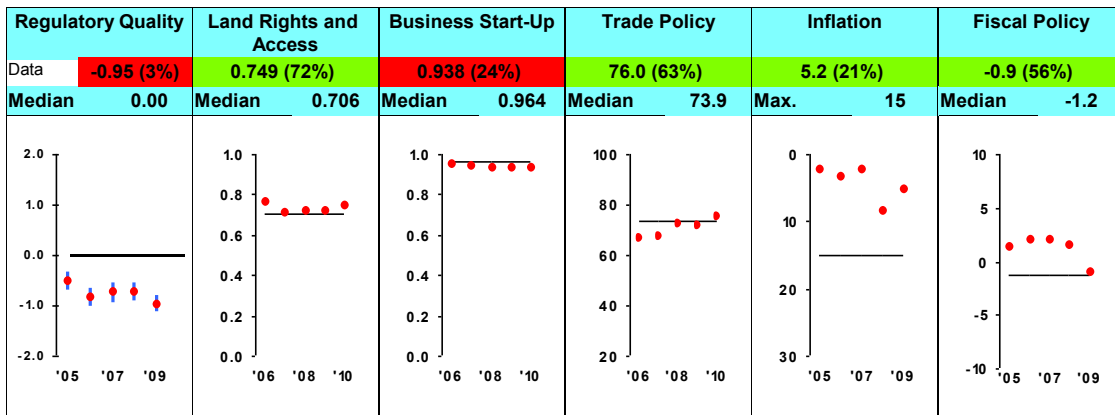 Regulatory Quality
Data -0.95 (3%)
Median 0.00
2.0
1.0
0.0
-1.0
-2.0
'05 '07 '09
Land Rights and
Access
0.749 (72%)
Median 0.706
1.0
0.8
0.6
0.4
0.2
0.0
'06 '08 '10
Business Start-Up
0.938 (24%)
Median 0.964
1.0
0.8
0.6
0.4
0.2
0.0
'06 '08 '10
Trade Policy
76.0 (63%)
Median 73.9
100
80
60
40
20
'06 '08 '10
Inflation
5.2 (21%)
Max. 15
0
10
20
30
'05 '07 '09
Fiscal Policy
-0.9 (56%)
Median -1.2
10
5
0
-5
-10
'05 '07 '09